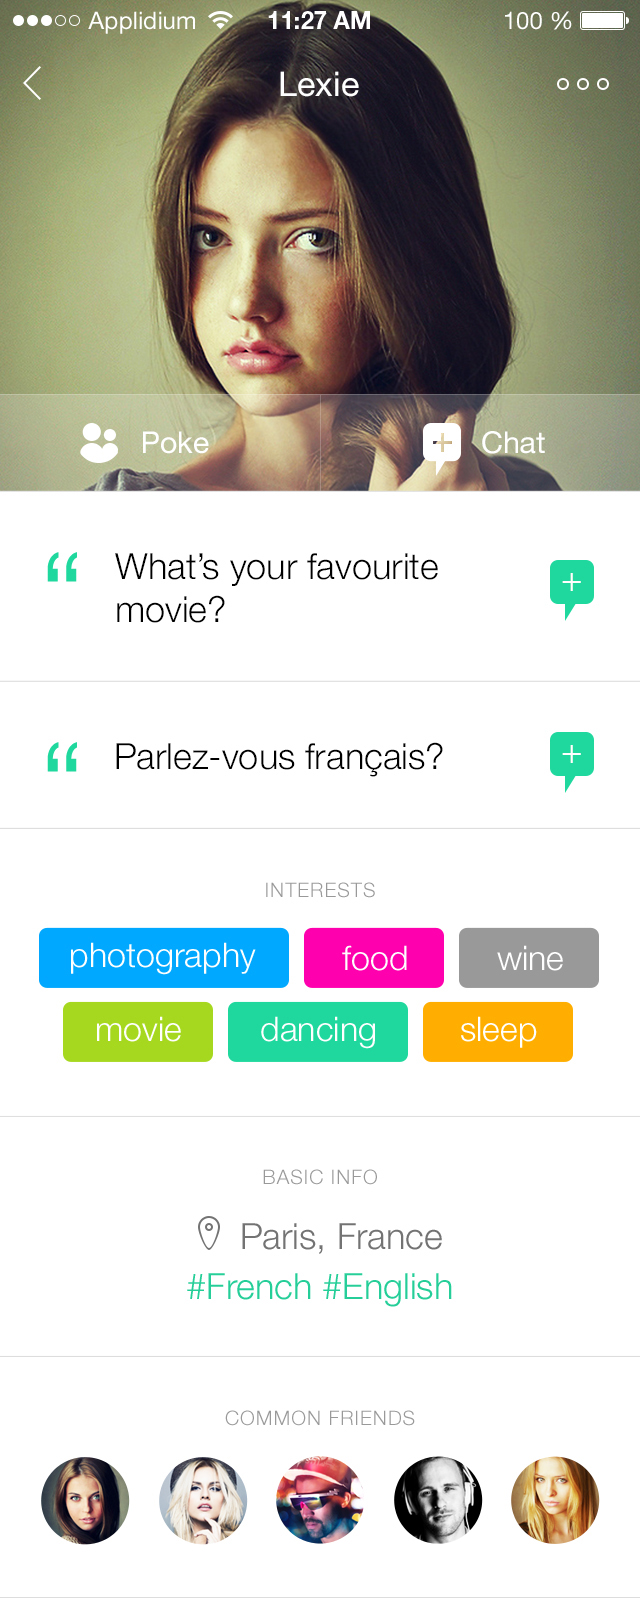 Applidium 11:27 AM 100 %
Lexie
Poke Chat
What’s your favourite
movie?
Parlez-vous français?
INTERESTS
photography food wine
movie dancing sleep
BASIC INFO
Paris, France
#French #English
COMMON FRIENDS